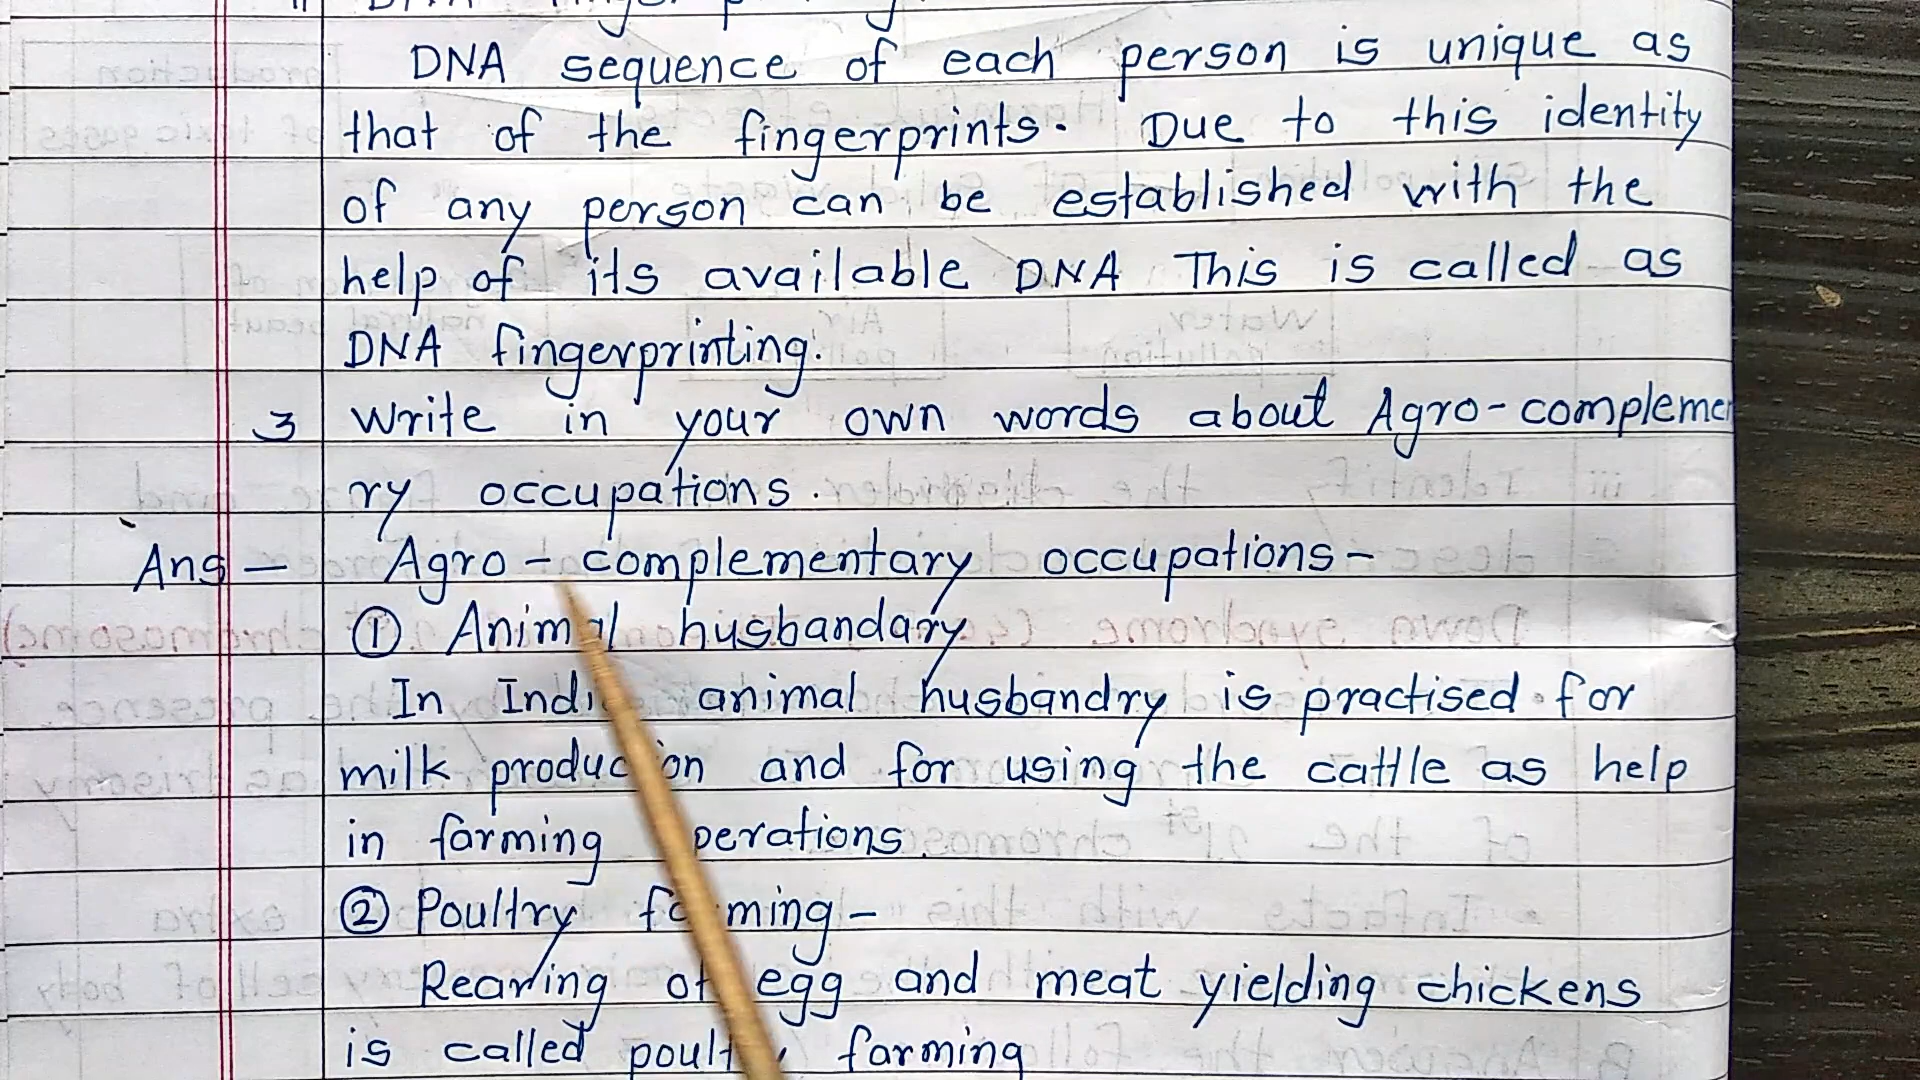 DNA sequence of each person is unique as
that of the fingerprints. Due to this identity
of any person can be established with the
help of its available DNA This is called as
DNA fingerprinting.
3 Write in your own words about Agro-compleme
ry occupations.
Ans - Agro-complementary occupations-
① Animal husbandary
In India animal husbandry is practised for
milk production and for using the cattle as help
in farming operations.
② Poultry farming-
Rearing of egg and meat yielding chickens
is called poultry farming